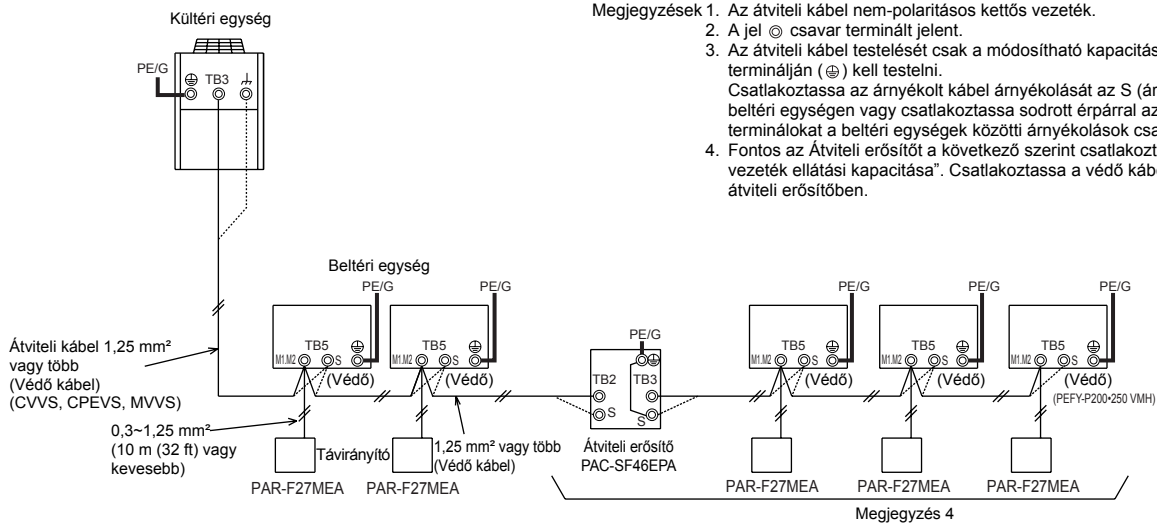 Kültéri egység
PE/G
TB3
Megjegyzések 1. Az átviteli kábel nem-polaritásos kettős vezeték.
2. A jel ⊚ csavar terminált jelent.
3. Az átviteli kábel testelését csak a módosítható kapacitás
terminálján (⏚) kell testelni.
Csatlakoztassa az árnyékolt kábel árnyékolását az S (ár
beltéri egységen vagy csatlakoztassa sodrott érpárral az
terminálokat a beltéri egységek közötti árnyékolások csa
4. Fontos az Átviteli erősítőt a következő szerint csatlakozt
vezeték ellátási kapacitása”. Csatlakoztassa a védő kábe
átviteli erősítőben.
Beltéri egység
PE/G
PE/G
PE/G
PE/G
PE/G
PE/G
Átviteli kábel 1,25 mm²
vagy több
(Védő kábel)
(CVVS, CPEVS, MVVS)
M1.M2 TB5 S
(Védő)
M1.M2 TB5 S
(Védő)
TB2 TB3
S S
M1.M2 TB5 S
(Védő)
M1.M2 TB5 S
(Védő)
M1.M2 TB5 S
(Védő)
(PEFY-P200•250 VMH)
0,3~1,25 mm²
(10 m (32 ft) vagy
kevesebb)
Távirányító
1,25 mm² vagy több
(Védő kábel)
Átviteli erősítő
PAC-SF46EPA
PAR-F27MEA
PAR-F27MEA
PAR-F27MEA
PAR-F27MEA
PAR-F27MEA
Megjegyzés 4